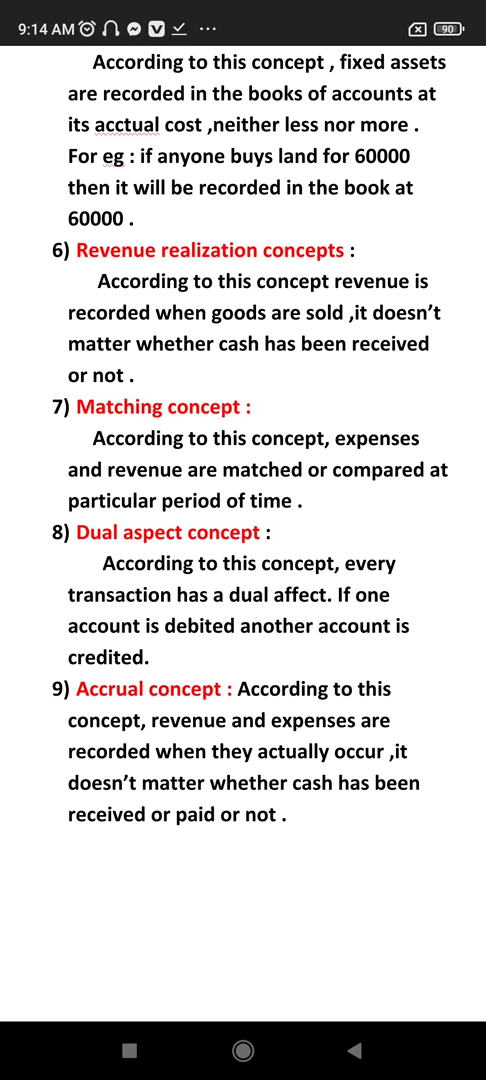 9:14 AM
90
According to this concept , fixed assets
are recorded in the books of accounts at
its acctual cost ,neither less nor more .
For eg : if anyone buys land for 60000
then it will be recorded in the book at
60000 .
6) Revenue realization concepts :
According to this concept revenue is
recorded when goods are sold ,it doesn’t
matter whether cash has been received
or not .
7) Matching concept :
According to this concept, expenses
and revenue are matched or compared at
particular period of time .
8) Dual aspect concept :
According to this concept, every
transaction has a dual affect. If one
account is debited another account is
credited.
9) Accrual concept : According to this
concept, revenue and expenses are
recorded when they actually occur ,it
doesn’t matter whether cash has been
received or paid or not .